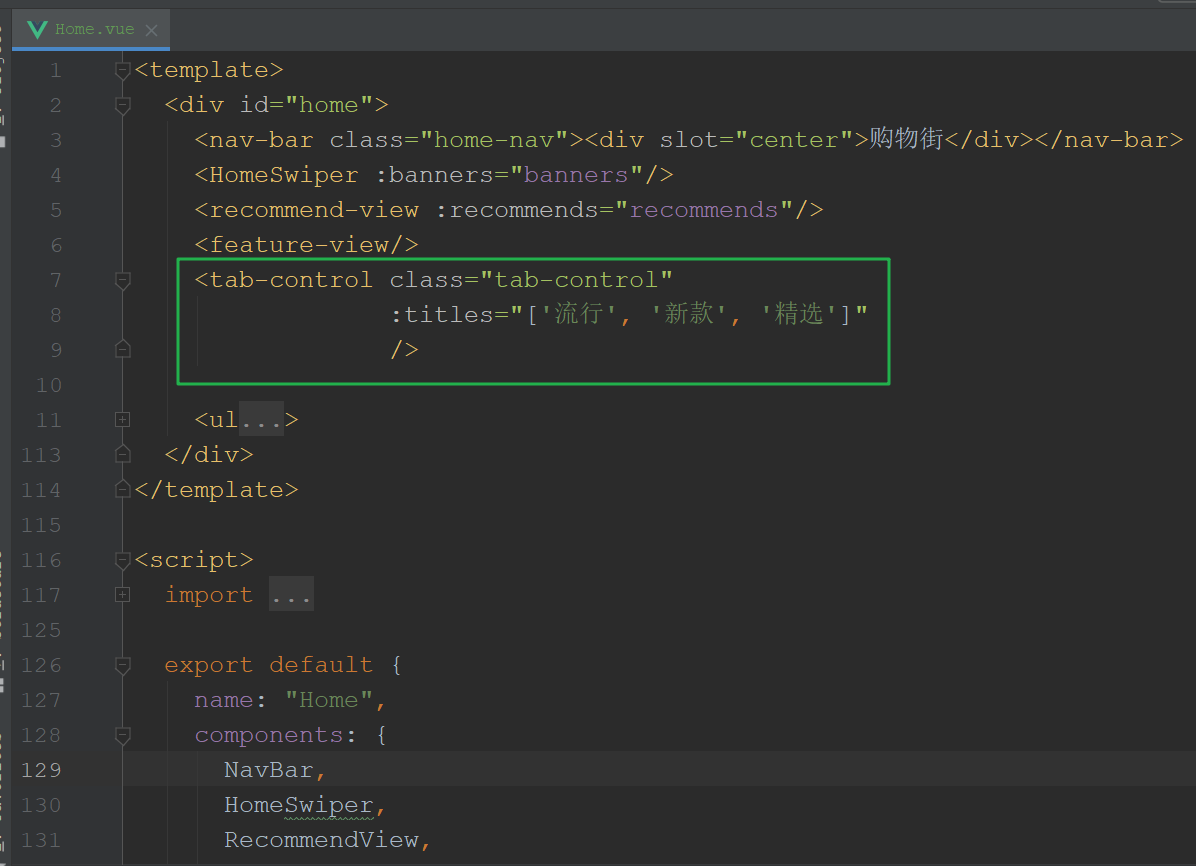 Home.vue
1 <template>
2 <div id="home">
3 <nav-bar class="home-nav"><div slot="center">购物街</div></nav-bar>
4 <HomeSwiper :banners="banners"/>
5 <recommend-view :recommends="recommends"/>
6 <feature-view/>
7 <tab-control class="tab-control"
8 :titles="['流行', '新款', '精选']"
9 />
10
11 <ul...>
113 </div>
114 </template>
115
116 <script>
117 import ...
125
126 export default {
127 name: "Home",
128 components: {
129 NavBar,
130 HomeSwiper,
131 RecommendView,